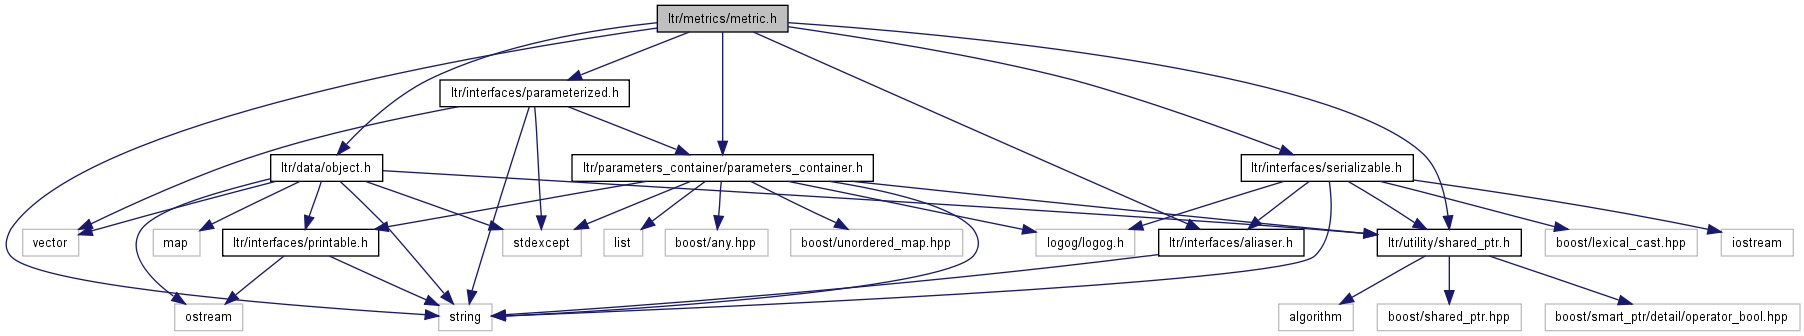 ltr/metrics/metric.h
ltr/interfaces/parameterized.h
ltr/data/object.h
ltr/parameters_container/parameters_container.h
ltr/interfaces/serializable.h
vector
map
ltr/interfaces/printable.h
stdexcept
list
boost/any.hpp
boost/unordered_map.hpp
logog/logog.h
ltr/interfaces/aliaser.h
ltr/utility/shared_ptr.h
boost/lexical_cast.hpp
iostream
ostream
string
algorithm
boost/shared_ptr.hpp
boost/smart_ptr/detail/operator_bool.hpp